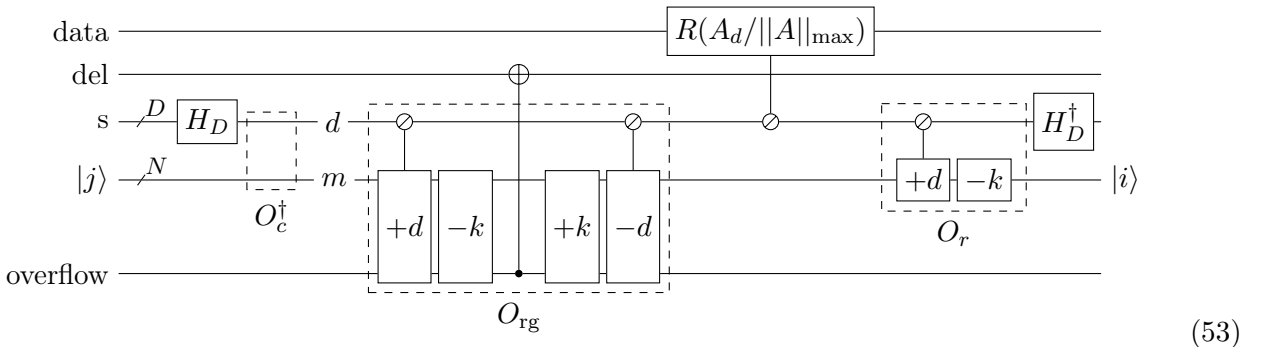 data R(A_d/||A||_max)
del
s D H_D d H_D^†
|j⟩ N m +d −k |i⟩
O_c^† +d −k +k −d O_r
overflow
O_rg
(53)